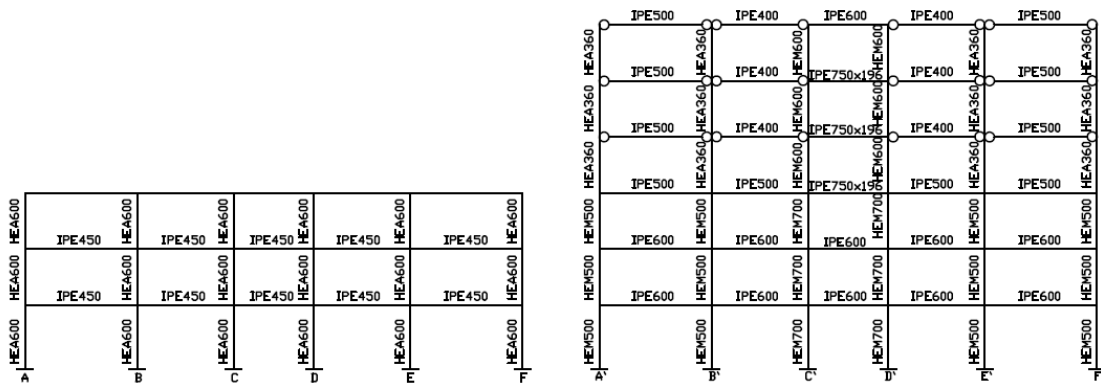 IPE500 IPE400 IPE600 IPE400 IPE500
HEA360 HEA360 HEM600 HEM600 HEA360 HEA360
IPE500 IPE400 IPE750x196 IPE400 IPE500
HEA360 HEA360 HEM600 HEM600 HEA360 HEA360
IPE500 IPE400 IPE750x196 IPE400 IPE500
HEA360 HEA360 HEM600 HEM600 HEA360 HEA360
IPE500 IPE500 IPE750x196 IPE500 IPE500
HEA600 HEA600 HEA600 HEA600 HEA600 HEA600 HEM500 HEM500 HEM700 HEM700 HEM500 HEM500
IPE450 IPE450 IPE450 IPE450 IPE450 IPE600 IPE600 IPE600 IPE600 IPE600
HEA600 HEA600 HEA600 HEA600 HEA600 HEA600 HEM500 HEM500 HEM700 HEM700 HEM500 HEM500
IPE450 IPE450 IPE450 IPE450 IPE450 IPE600 IPE600 IPE600 IPE600 IPE600
HEA600 HEA600 HEA600 HEA600 HEA600 HEA600 HEM500 HEM500 HEM700 HEM700 HEM500 HEM500
A B C D E F A' B' C' D' E' F'